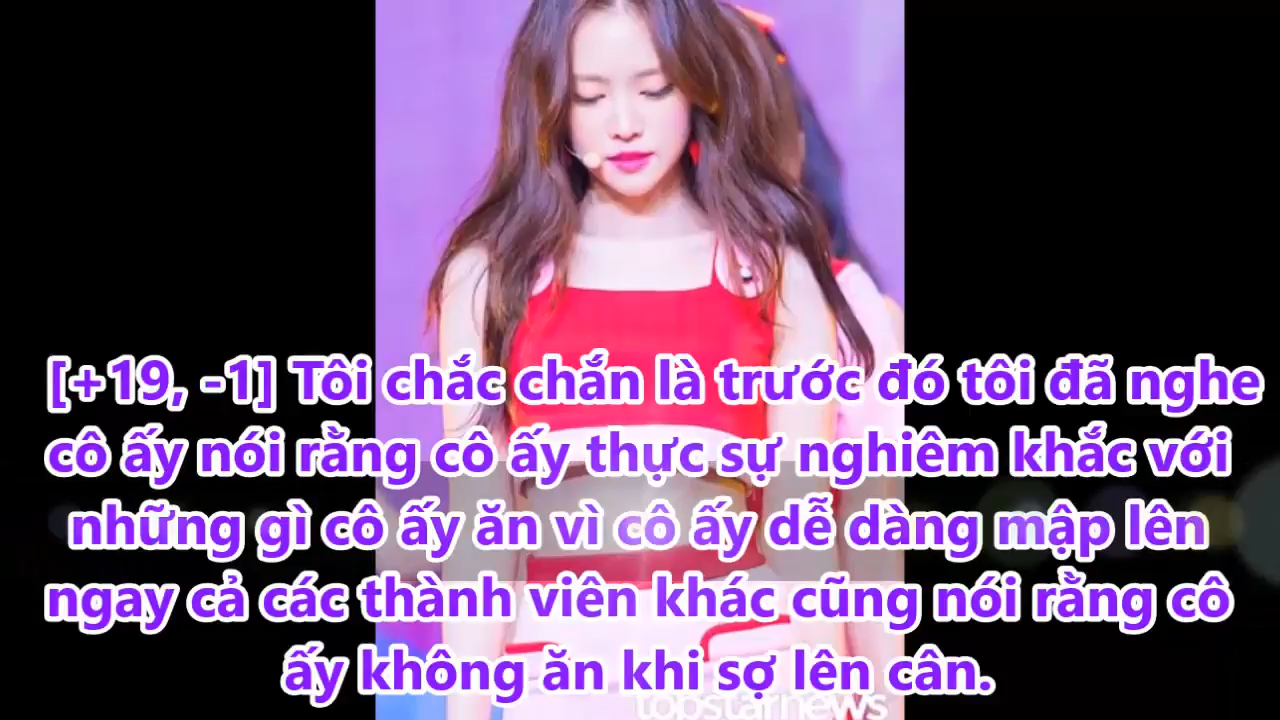 [+19, -1] Tôi chắc chắn là trước đó tôi đã nghe
cô ấy nói rằng cô ấy thực sự nghiêm khắc với
những gì cô ấy ăn vì cô ấy dễ dàng mập lên
ngay cả các thành viên khác cũng nói rằng cô
ấy không ăn khi sợ lên cân.
topstarnews